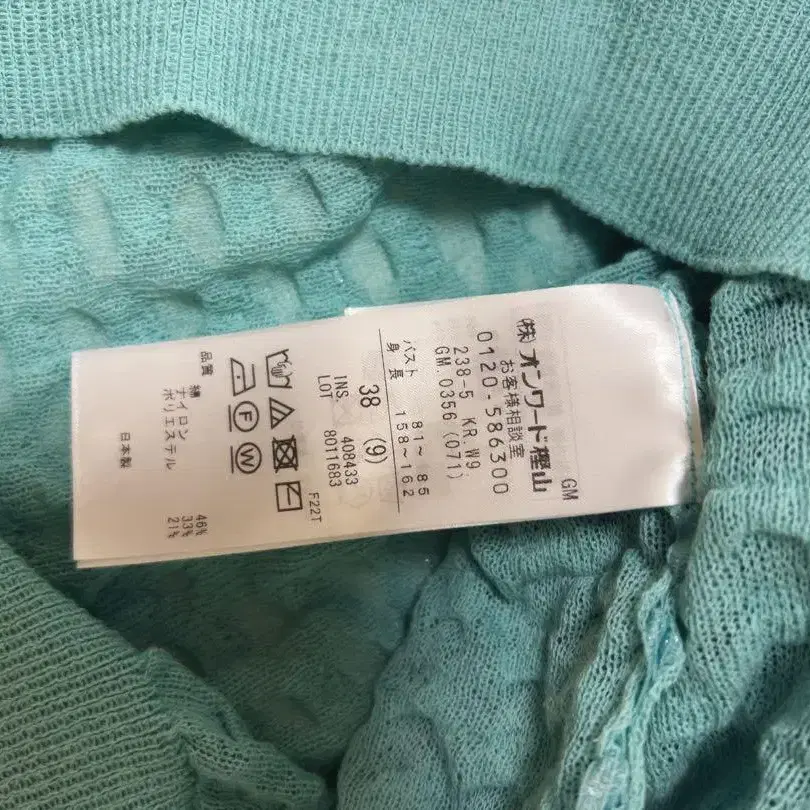 GM
(株)オンワード樫山
お客様相談室
0120-586300
238-5 KR.W9
GM 0356 (071)
バスト 81~ 85
身長 158~162
38 (9)
INS. 408433
LOT 8011683
F22T
F W
品質 綿 46%
ナイロン 33%
ポリエステル 21%
日本製